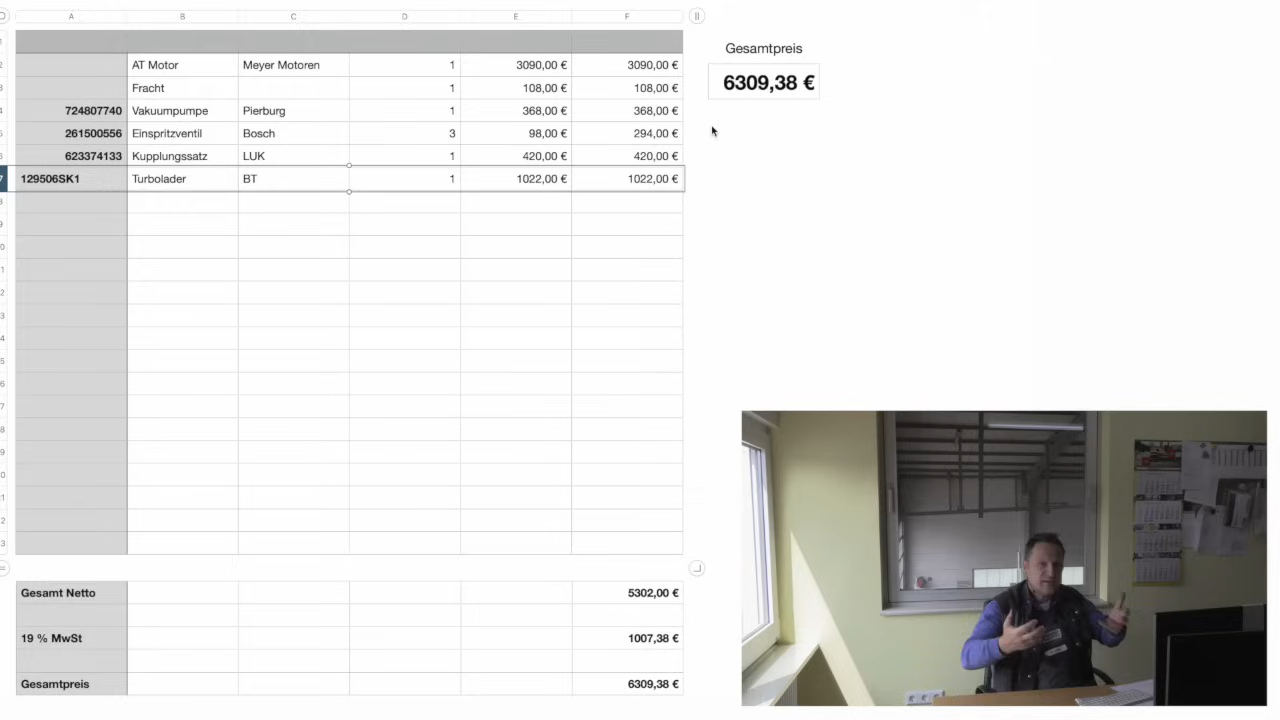 A B C D E F
Gesamtpreis
6309,38 €
AT Motor Meyer Motoren 1 3090,00 € 3090,00 €
Fracht 1 108,00 € 108,00 €
724807740 Vakuumpumpe Pierburg 1 368,00 € 368,00 €
261500556 Einspritzventil Bosch 3 98,00 € 294,00 €
623374133 Kupplungssatz LUK 1 420,00 € 420,00 €
129506SK1 Turbolader BT 1 1022,00 € 1022,00 €
Gesamt Netto 5302,00 €
19 % MwSt 1007,38 €
Gesamtpreis 6309,38 €